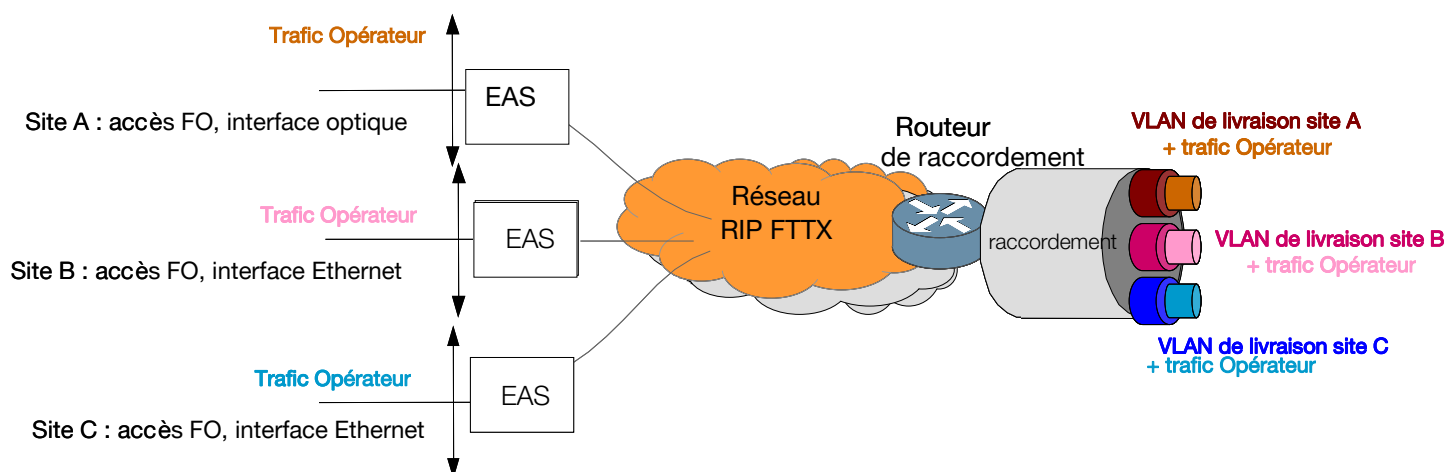 Trafic Opérateur
EAS
Site A : accès FO, interface optique
Trafic Opérateur
EAS
Site B : accès FO, interface Ethernet
Trafic Opérateur
EAS
Site C : accès FO, interface Ethernet
Réseau
RIP FTTX
Routeur
de raccordement
raccordement
VLAN de livraison site A
+ trafic Opérateur
VLAN de livraison site B
+ trafic Opérateur
VLAN de livraison site C
+ trafic Opérateur